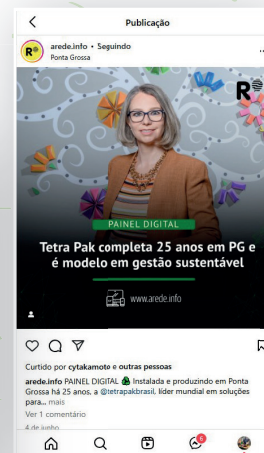 Publicação
R
arede.info • Seguindo
Ponta Grossa
R
PAINEL DIGITAL
Tetra Pak completa 25 anos em PG e
é modelo em gestão sustentável
www.arede.info
Curtido por cytakamoto e outras pessoas
arede.info PAINEL DIGITAL Instalada e produzindo em Ponta
Grossa há 25 anos, a @tetrapakbrasil, líder mundial em soluções
para... mais
Ver 1 comentário
4 de junho
6